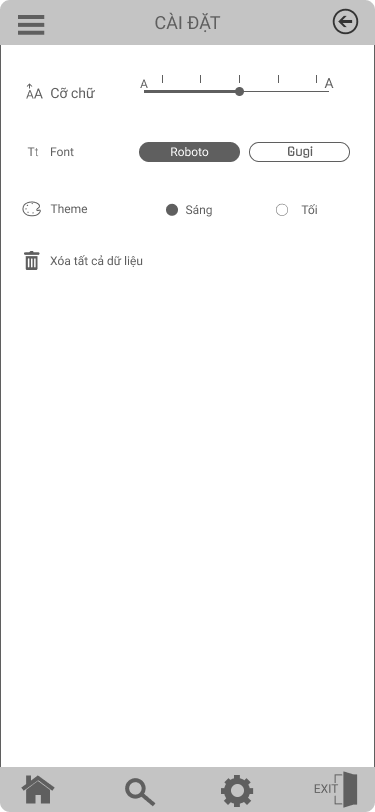 CÀI ĐẶT
A A
AA Cỡ chữ
Tt Font Roboto Gugi
Theme Sáng Tối
Xóa tất cả dữ liệu
EXIT